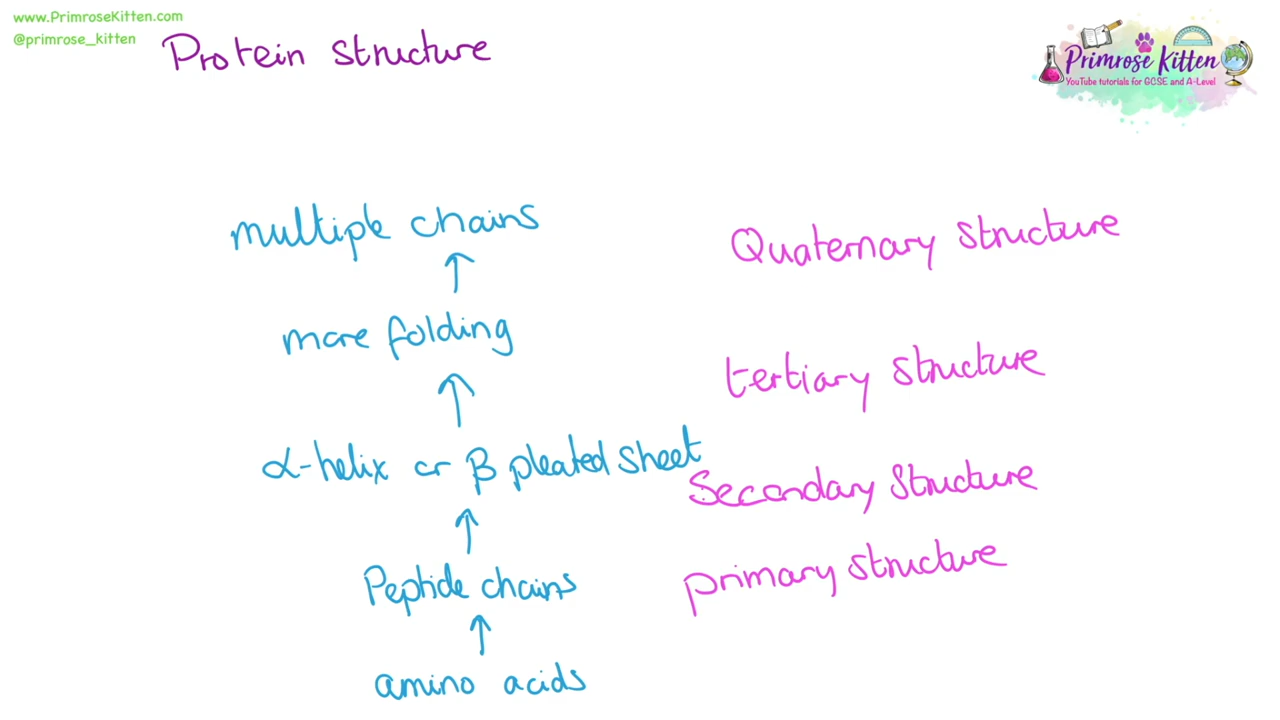 www.PrimroseKitten.com
@primrose_kitten
Protein structure
Primrose Kitten
YouTube tutorials for GCSE and A-Level
multiple chains
Quaternary structure
↑
more folding
tertiary structure
↑
α-helix or β pleated sheet
Secondary structure
↑
Peptide chains
primary structure
↑
amino acids